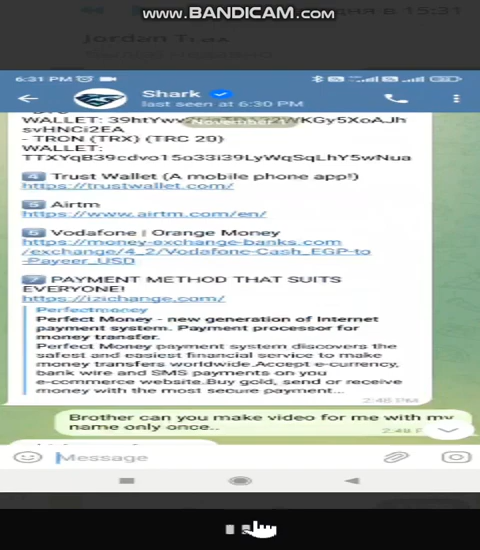 www.BANDICAM.com
6:31 PM
Shark
last seen at 6:30 PM
November 1
svHNCi2EA
- TRON (TRX) (TRC 20)
WALLET:
TTXYqB39cdvo15o33i39LyWqSqLhY5wNua
4 Trust Wallet (A mobile phone app!)
https://trustwallet.com/
5 Airtm
https://www.airtm.com/en/
6 Vodafone | Orange Money
https://money-exchange-banks.com
/exchange/4_2/Vodafone-Cash_EGP-to
-Payeer_USD
7 PAYMENT METHOD THAT SUITS
EVERYONE!
https://izichange.com/
Perfectmoney
Perfect Money - new generation of Internet
payment system. Payment processor for
money transfer.
Perfect Money payment system discovers the
safest and easiest financial service to make
money transfers worldwide.Accept e-currency,
bank wire and SMS payments on you
e-commerce website.Buy gold, send or receive
money with the most secure payment...
2:46 PM
Brother can you make video for me with my
name only once..
2:48 P
Message